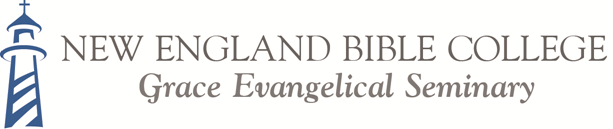 NEW ENGLAND BIBLE COLLEGE
Grace Evangelical Seminary